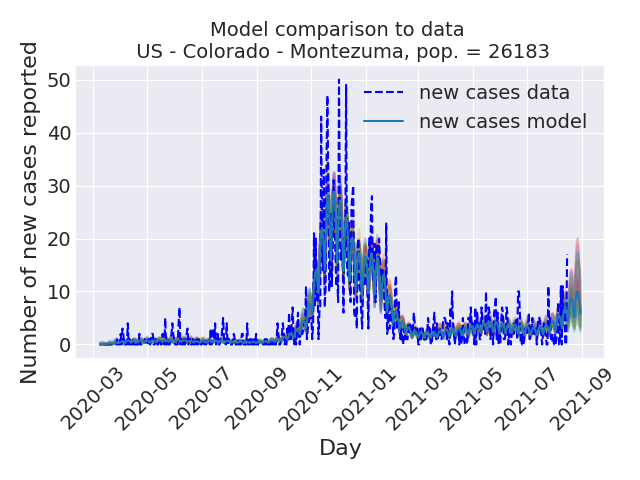 Model comparison to data
US - Colorado - Montezuma, pop. = 26183
Number of new cases reported
50
40
30
20
10
0
new cases data
new cases model
2020-03
2020-05
2020-07
2020-09
2020-11
2021-01
2021-03
2021-05
2021-07
2021-09
Day